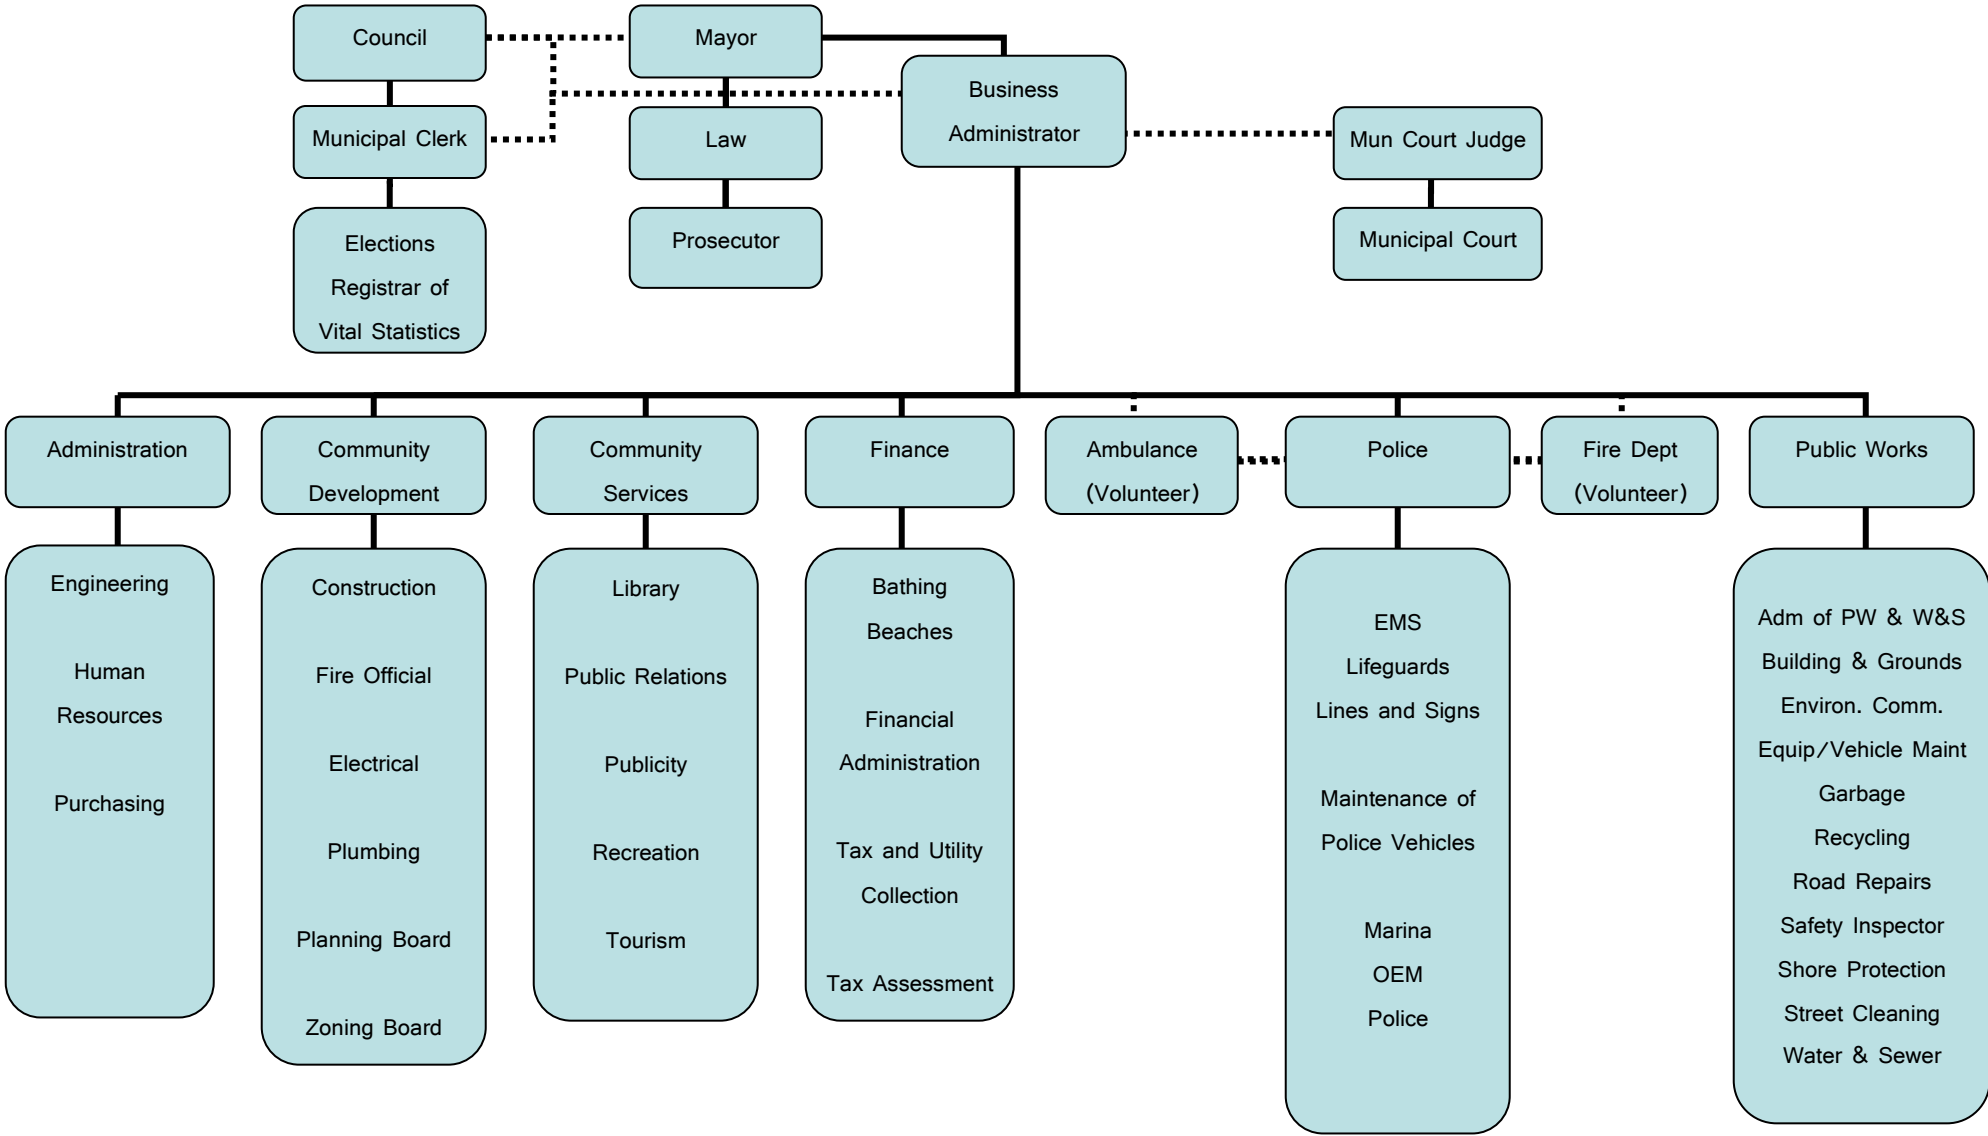 Council
Mayor
Business
Administrator
Municipal Clerk
Law
Mun Court Judge
Elections
Registrar of
Vital Statistics
Prosecutor
Municipal Court
Administration
Community
Development
Community
Services
Finance
Ambulance
(Volunteer)
Police
Fire Dept
(Volunteer)
Public Works
Engineering
Human
Resources
Purchasing
Construction
Fire Official
Electrical
Plumbing
Planning Board
Zoning Board
Library
Public Relations
Publicity
Recreation
Tourism
Bathing
Beaches
Financial
Administration
Tax and Utility
Collection
Tax Assessment
EMS
Lifeguards
Lines and Signs
Maintenance of
Police Vehicles
Marina
OEM
Police
Adm of PW & W&S
Building & Grounds
Environ. Comm.
Equip/Vehicle Maint
Garbage
Recycling
Road Repairs
Safety Inspector
Shore Protection
Street Cleaning
Water & Sewer